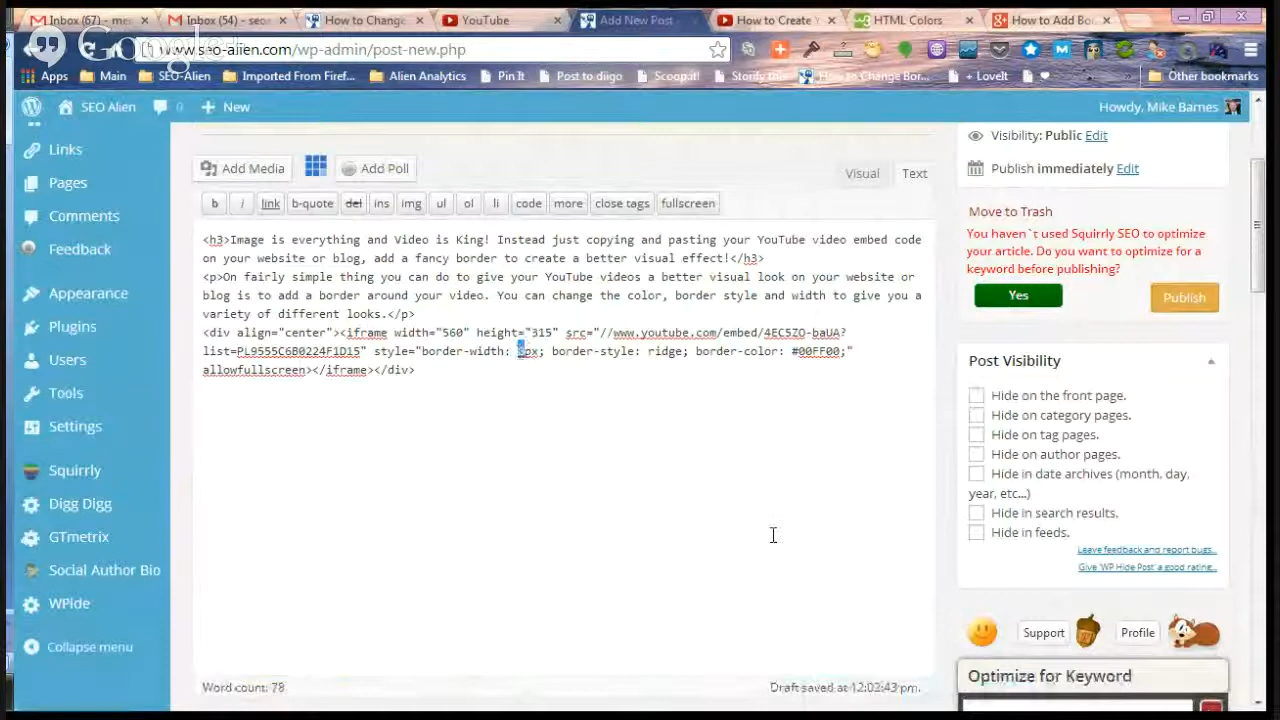 Inbox (67) - me
Inbox (54) - seo
How to Change
YouTube
Add New Post
How to Create Y
HTML Colors
How to Add Bo
Google
www.seo-alien.com/wp-admin/post-new.php
Apps
Main
SEO-Alien
Imported From Firef...
Alien Analytics
Pin It
Post to diigo
Scoopit!
Storify this
How to Change Bor...
+ LoveIt
Other bookmarks
SEO Alien
0
New
Howdy, Mike Barnes
Links
Pages
Comments
Feedback
Appearance
Plugins
Users
Tools
Settings
Squirrly
Digg Digg
GTmetrix
Social Author Bio
WPide
Collapse menu
Add Media
Add Poll
Visual
Text
b
i
link
b-quote
del
ins
img
ul
ol
li
code
more
close tags
fullscreen
<h3>Image is everything and Video is King! Instead just copying and pasting your YouTube video embed code
on your website or blog, add a fancy border to create a better visual effect!</h3>
<p>On fairly simple thing you can do to give your YouTube videos a better visual look on your website or
blog is to add a border around your video. You can change the color, border style and width to give you a
variety of different looks.</p>
<div align="center"><iframe width="560" height="315" src="//www.youtube.com/embed/4EC5ZO-baUA?
list=PL9555C6B0224F1D15" style="border-width: px; border-style: ridge; border-color: #00FF00;"
allowfullscreen></iframe></div>
Word count: 78
Draft saved at 12:02:43 pm.
Visibility: Public Edit
Publish immediately Edit
Move to Trash
You haven`t used Squirrly SEO to optimize
your article. Do you want to optimize for a
keyword before publishing?
Yes
Publish
Post Visibility
Hide on the front page.
Hide on category pages.
Hide on tag pages.
Hide on author pages.
Hide in date archives (month, day,
year, etc...)
Hide in search results.
Hide in feeds.
Leave feedback and report bugs...
Give 'WP Hide Post' a good rating...
Support
Profile
Optimize for Keyword